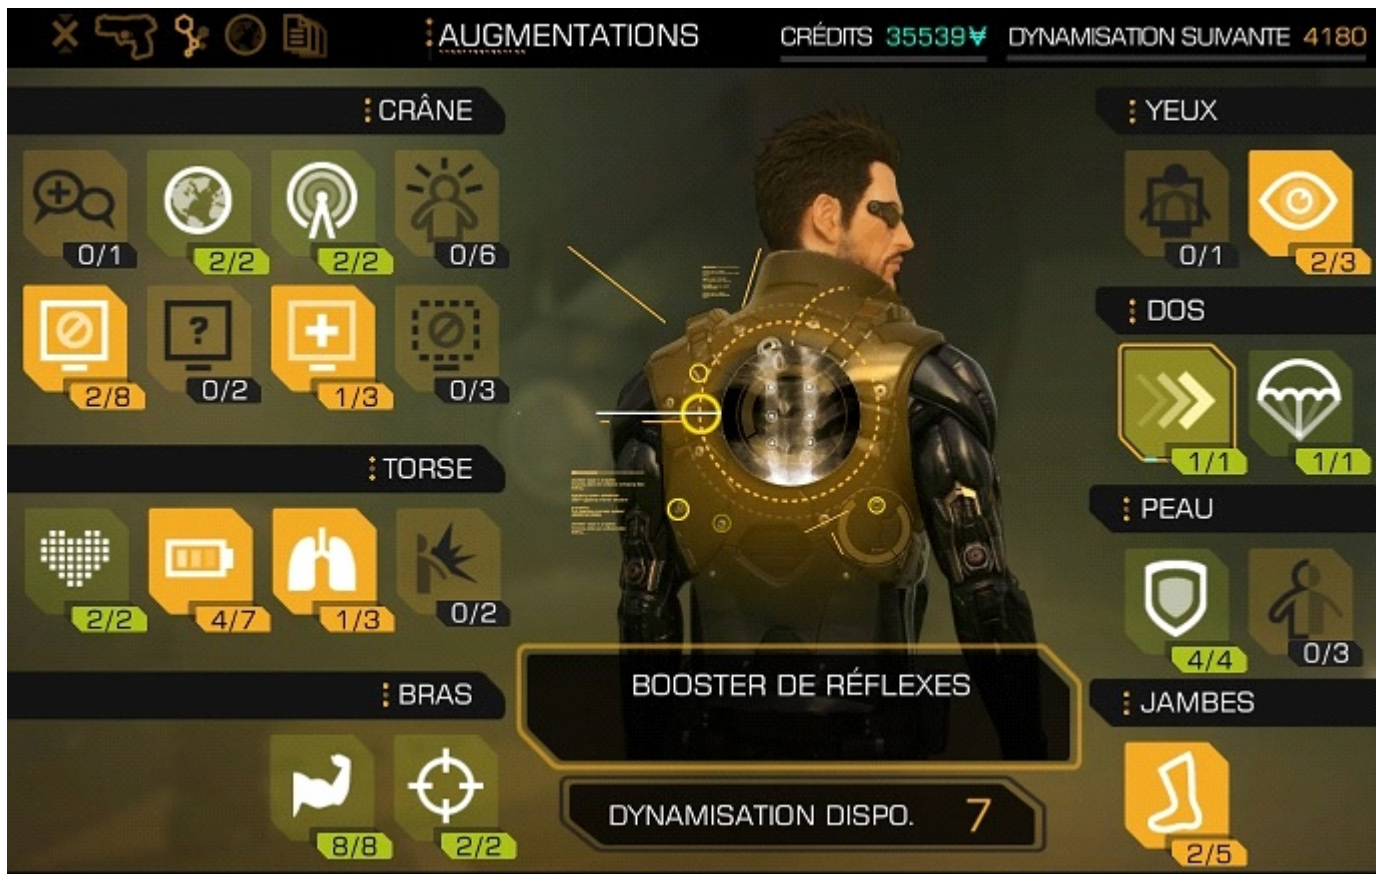 AUGMENTATIONS
CRÉDITS 35539
DYNAMISATION SUIVANTE 4180
CRÂNE
0/1
2/2
2/2
0/6
?
2/8
0/2
1/3
0/3
TORSE
2/2
4/7
1/3
0/2
BRAS
8/8
2/2
YEUX
0/1
2/3
DOS
1/1
1/1
PEAU
4/4
0/3
JAMBES
2/5
BOOSTER DE RÉFLEXES
DYNAMISATION DISPO. 7